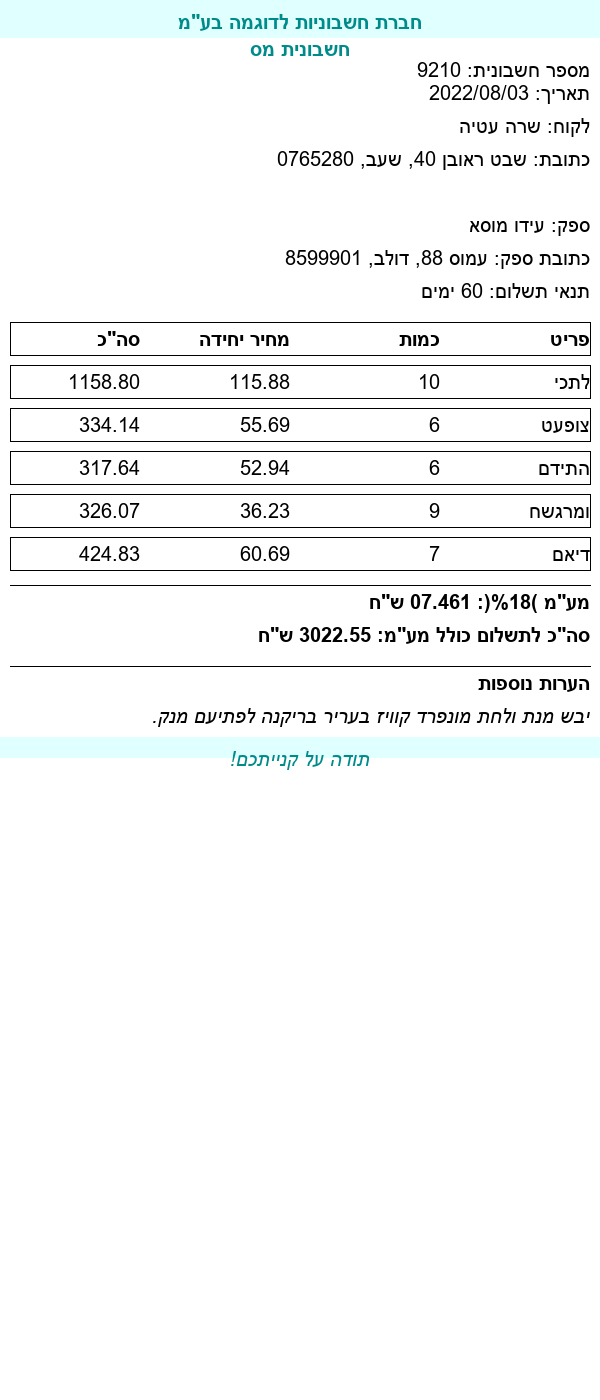 חברת חשבוניות לדוגמה בע"מ
חשבונית מס
מספר חשבונית: 9210
תאריך: 2022/08/03
לקוח: שרה עטיה
כתובת: שבט ראובן 40, שעב, 0765280
ספק: עידו מוסא
כתובת ספק: עמוס 88, דולב, 8599901
תנאי תשלום: 60 ימים
פריט כמות מחיר יחידה סה"כ
לתכי 10 115.88 1158.80
צופעט 6 55.69 334.14
התידם 6 52.94 317.64
ומרגשח 9 36.23 326.07
דיאם 7 60.69 424.83
מע"מ )18%(: 07.461 ש"ח
סה"כ לתשלום כולל מע"מ: 3022.55 ש"ח
הערות נוספות
יבש מנת ולחת מונפרד קוויז בעריר בריקנה לפתיעם מנק.
תודה על קנייתכם!